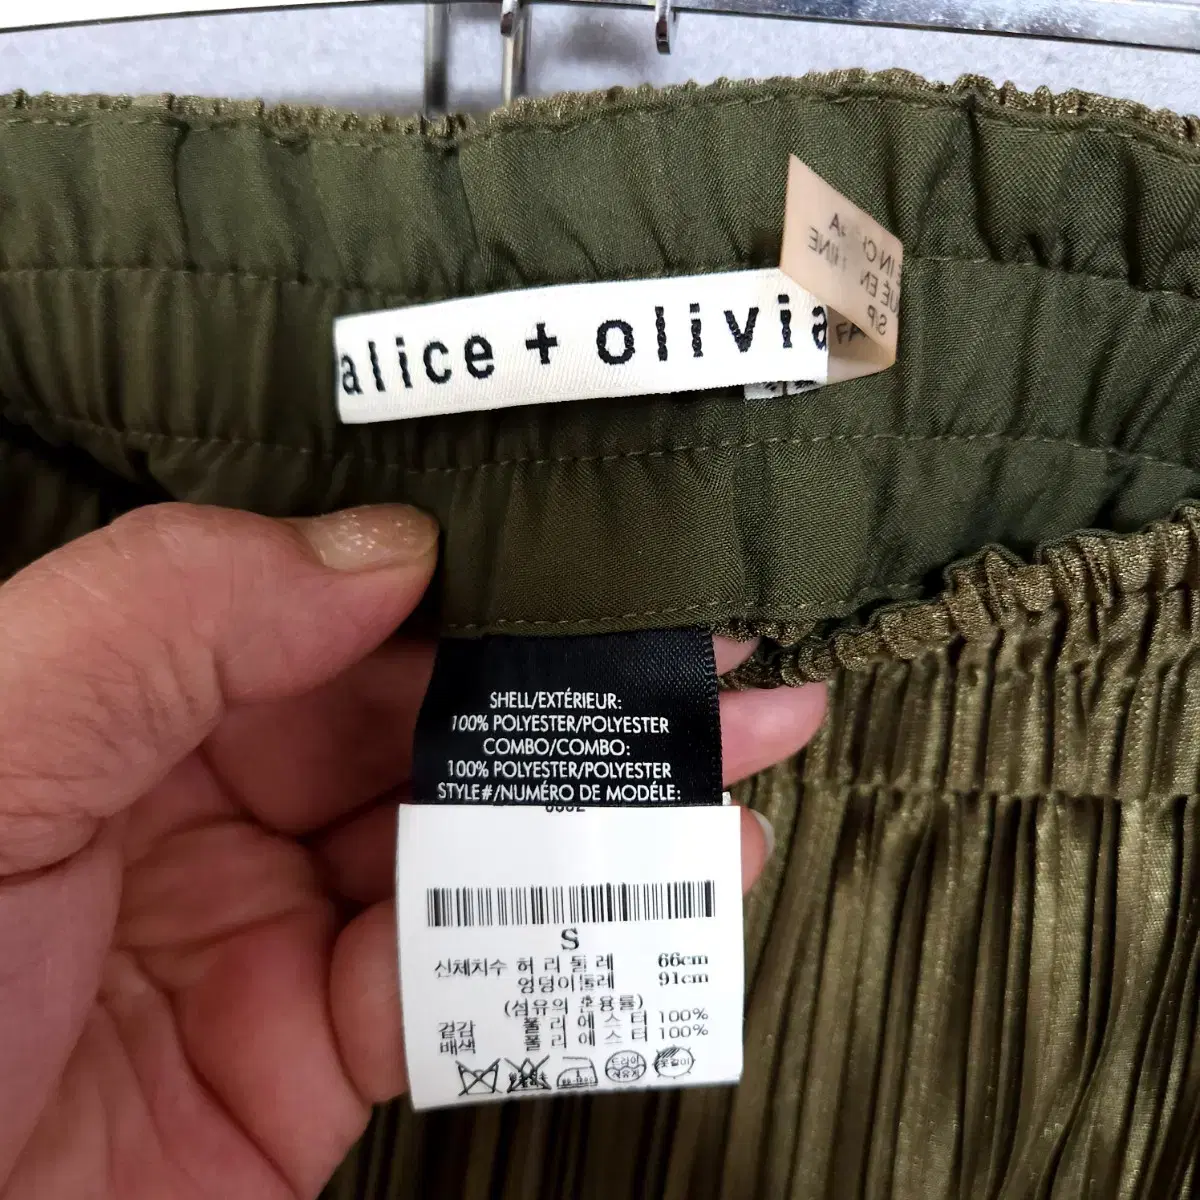 alice + olivia
SHELL/EXTÉRIEUR:
100% POLYESTER/POLYESTER
COMBO/COMBO:
100% POLYESTER/POLYESTER
STYLE#/NUMÉRO DE MODÉLE:
S
신체치수 허 리 둘 레 66cm
엉덩이둘레 91cm
(섬유의 혼용률)
겉감 폴 리 에 스 터 100%
배색 폴 리 에 스 터 100%